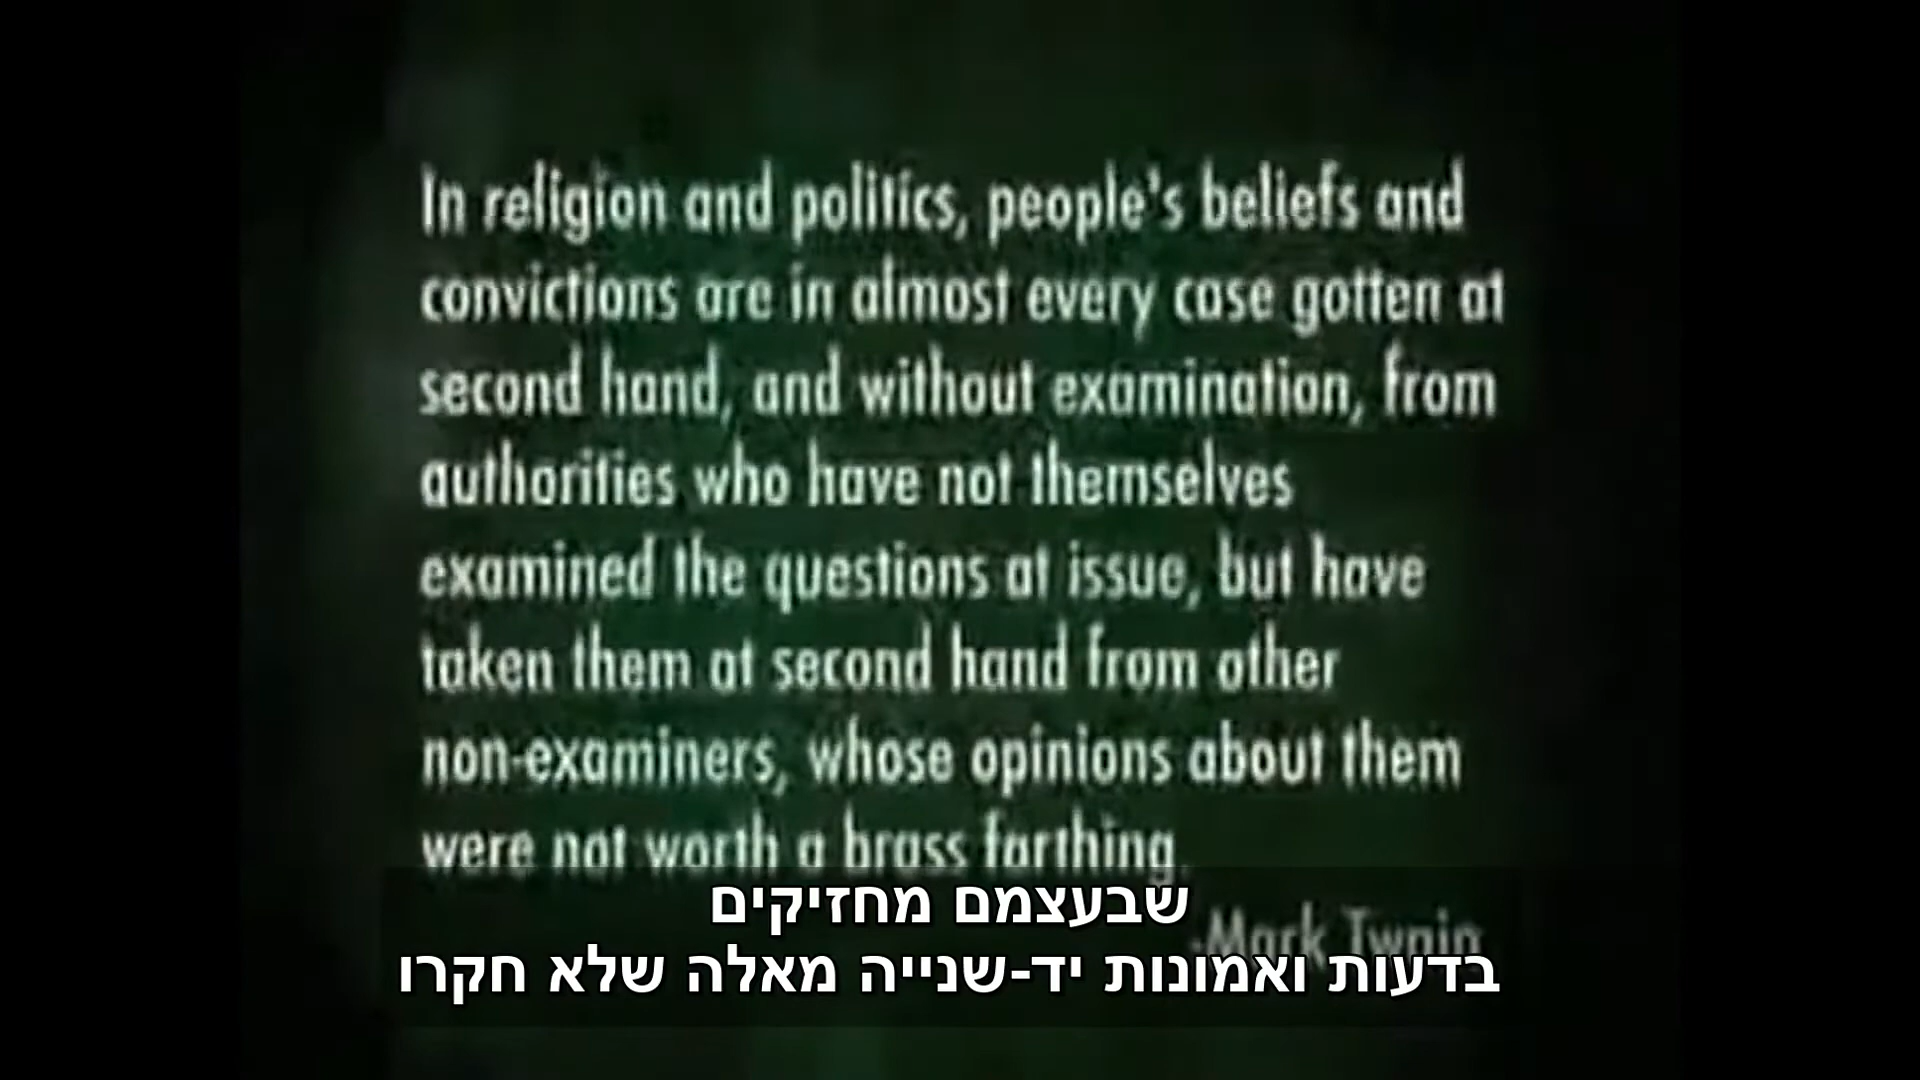 In religion and politics, people's beliefs and
convictions are in almost every case gotten at
second hand, and without examination, from
authorities who have not themselves
examined the questions at issue, but have
taken them at second hand from other
non-examiners, whose opinions about them
were not worth a brass farthing.
-Mark Twain
שבעצמם מחזיקים
בדעות ואמונות יד-שנייה מאלה שלא חקרו